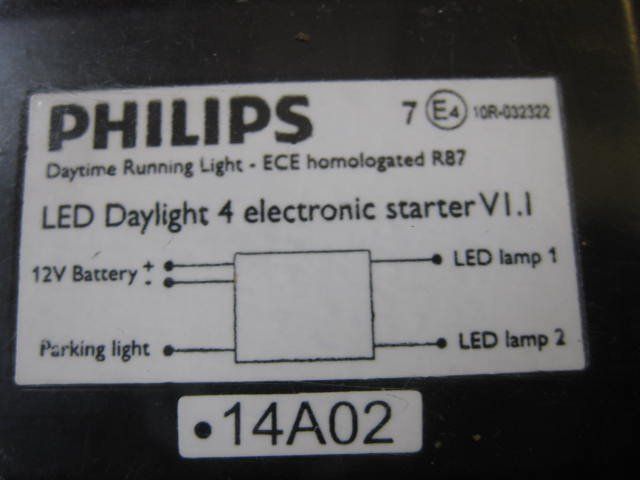 PHILIPS 7 E4 10R-032322
Daytime Running Light - ECE homologated R87
LED Daylight 4 electronic starter V1.1
12V Battery + -
LED lamp 1
Parking light
LED lamp 2
•14A02